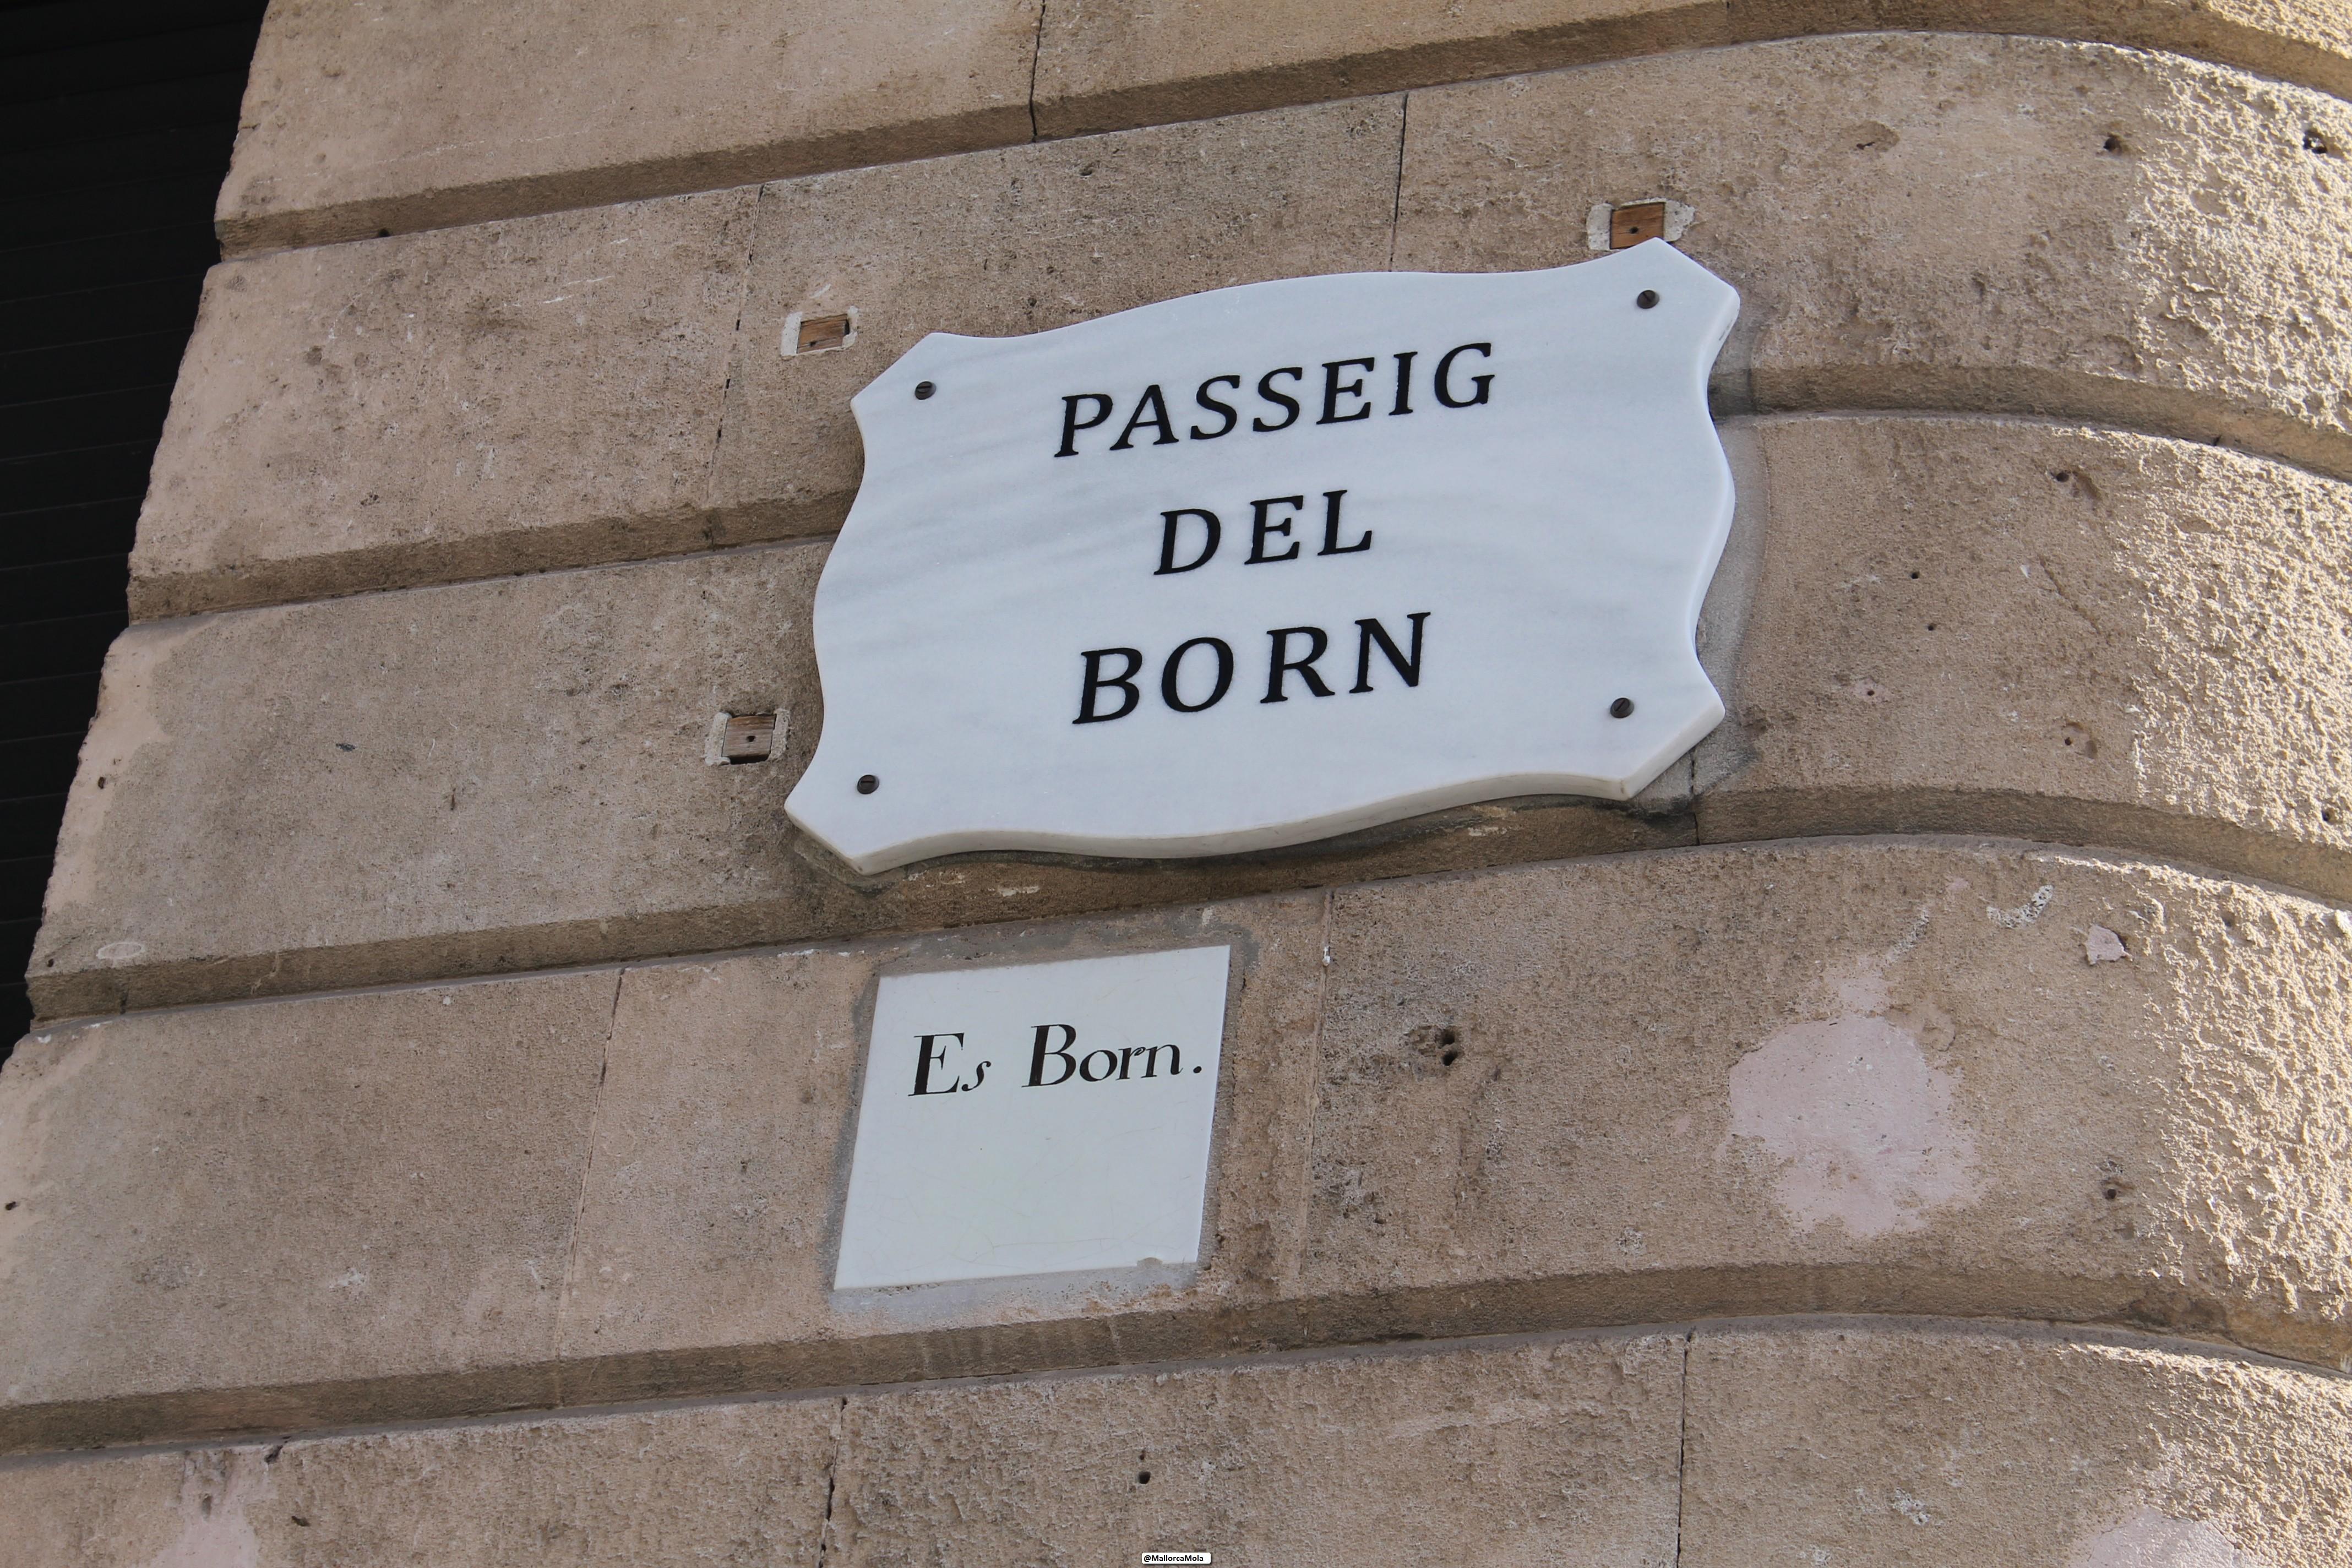 PASSEIG
DEL
BORN
Es Born.
@MallorcaMola